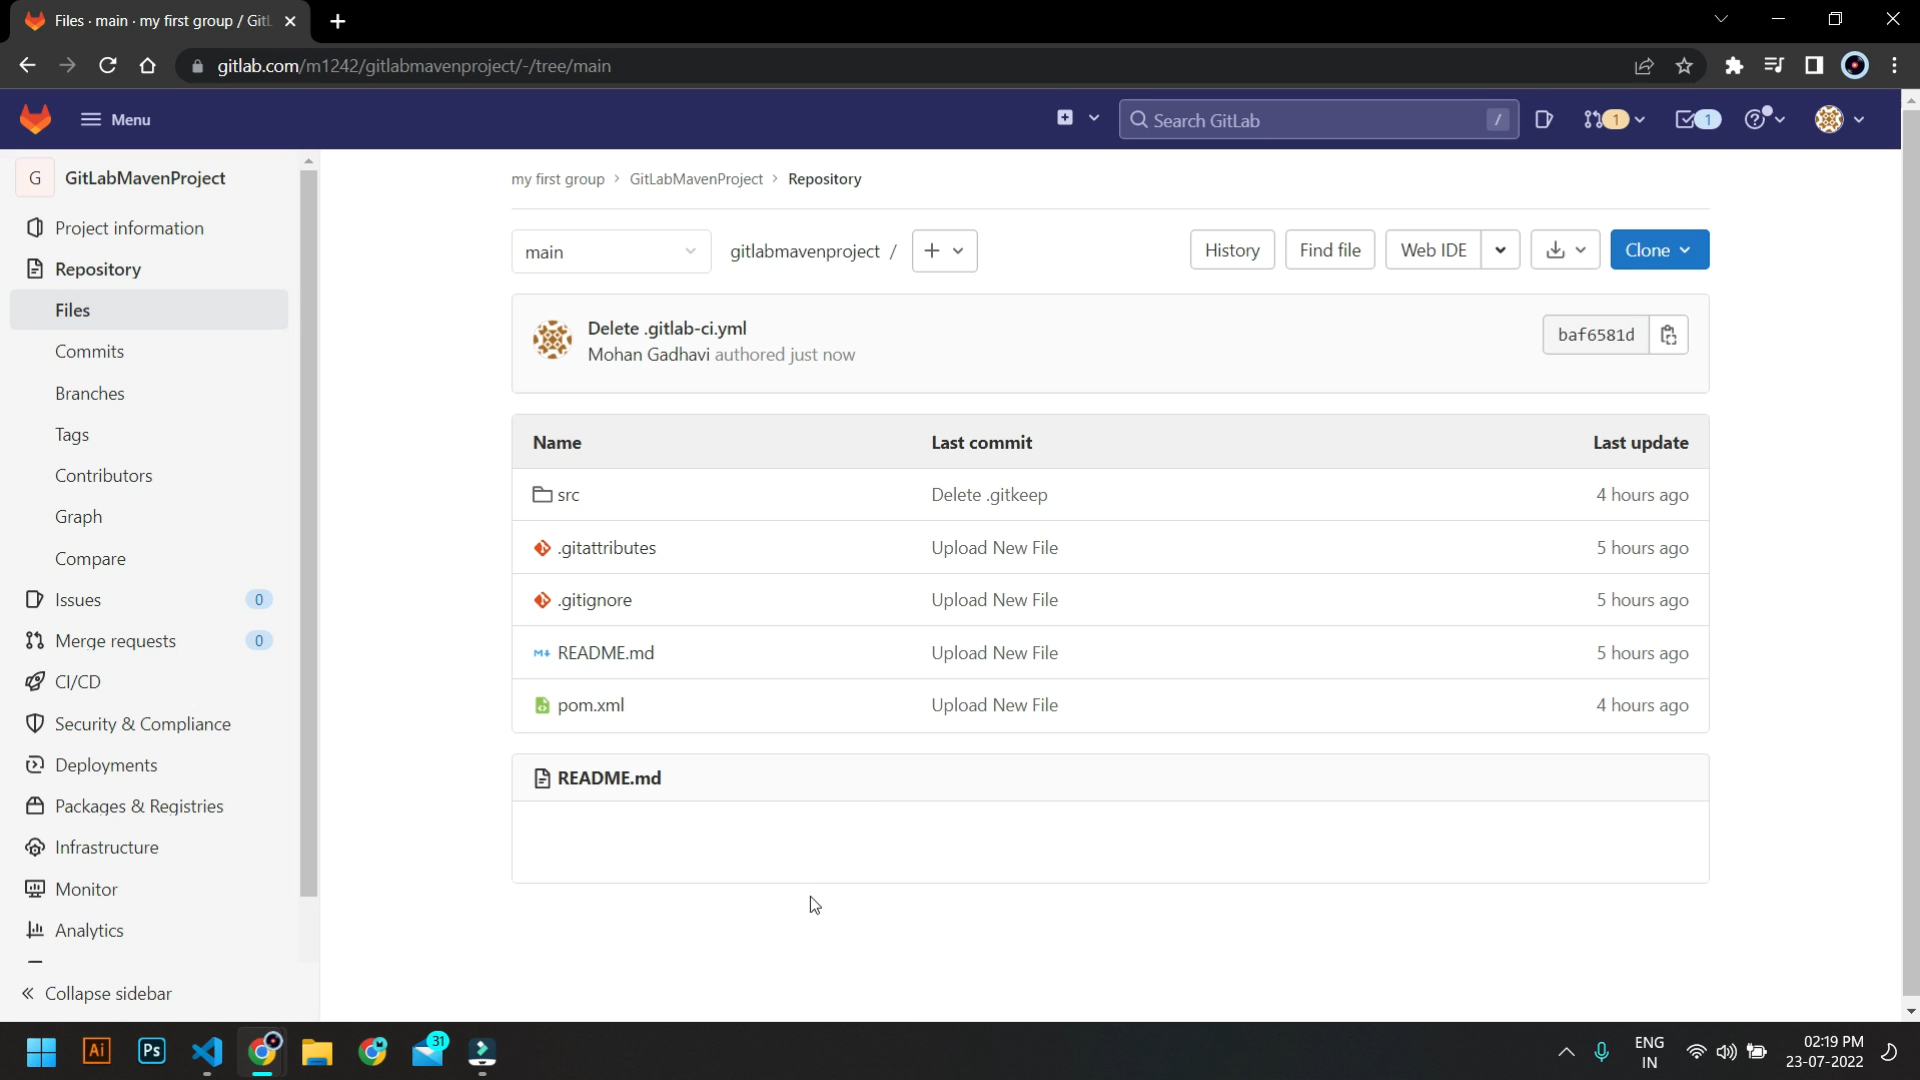 Files · main · my first group / GitL
gitlab.com/m1242/gitlabmavenproject/-/tree/main
Menu
Search GitLab
/
1
1
G GitLabMavenProject
Project information
Repository
Files
Commits
Branches
Tags
Contributors
Graph
Compare
Issues 0
Merge requests 0
CI/CD
Security & Compliance
Deployments
Packages & Registries
Infrastructure
Monitor
Analytics
« Collapse sidebar
my first group > GitLabMavenProject > Repository
main
gitlabmavenproject /
+
History
Find file
Web IDE
Clone
Delete .gitlab-ci.yml
Mohan Gadhavi authored just now
baf6581d
Name Last commit Last update
src Delete .gitkeep 4 hours ago
.gitattributes Upload New File 5 hours ago
.gitignore Upload New File 5 hours ago
README.md Upload New File 5 hours ago
pom.xml Upload New File 4 hours ago
README.md
Ai
Ps
31
ENG
IN
02:19 PM
23-07-2022